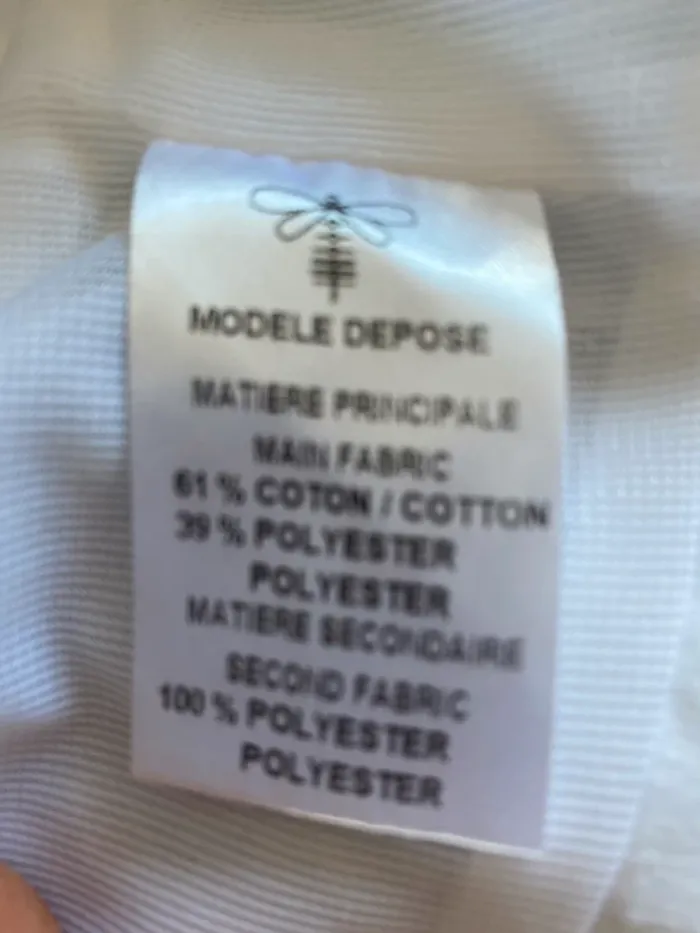 MODELE DEPOSE
MATIERE PRINCIPALE
MAIN FABRIC
61 % COTON / COTTON
39 % POLYESTER
POLYESTER
MATIERE SECONDAIRE
SECOND FABRIC
100 % POLYESTER
POLYESTER